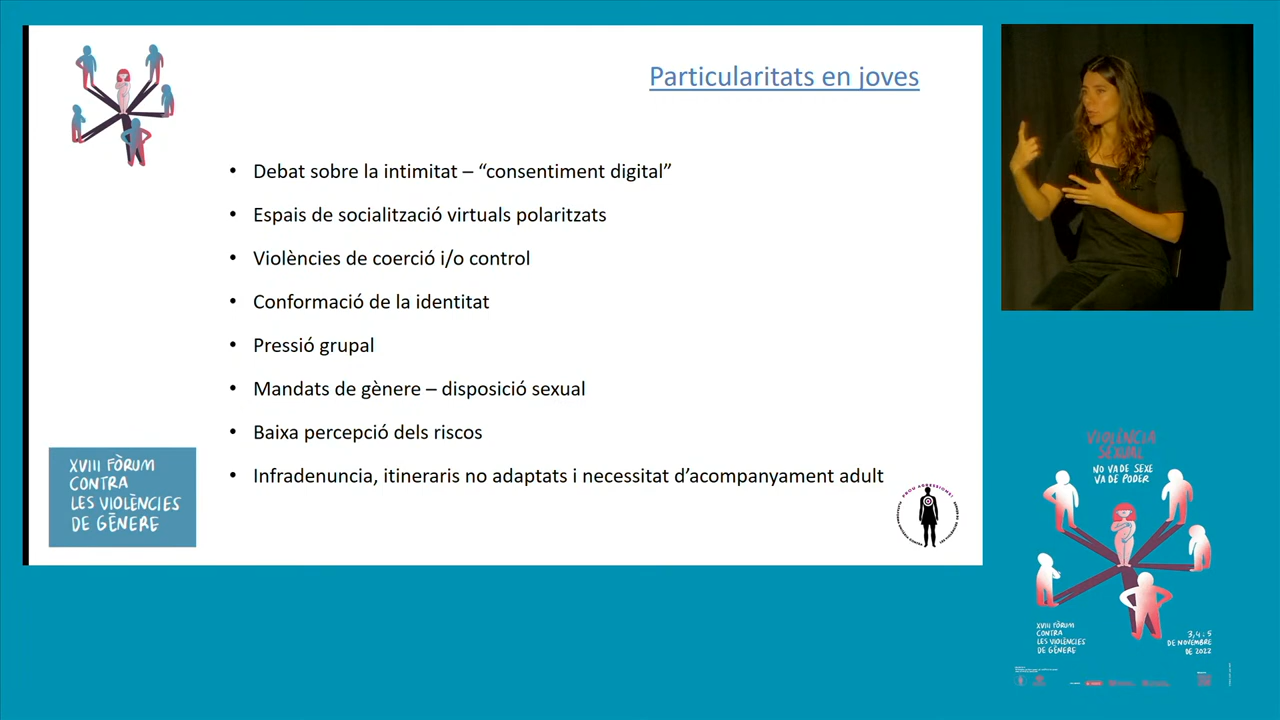 Particularitats en joves
• Debat sobre la intimitat – “consentiment digital”
• Espais de socialització virtuals polaritzats
• Violències de coerció i/o control
• Conformació de la identitat
• Pressió grupal
• Mandats de gènere – disposició sexual
• Baixa percepció dels riscos
• Infradenuncia, itineraris no adaptats i necessitat d’acompanyament adult
XVIII FÒRUM
CONTRA
LES VIOLÈNCIES
DE GÈNERE
PROU AGRESSIONS!
VIOLÈNCIA
SEXUAL
NO VA DE SEXE
VA DE PODER
XVIII FÒRUM
CONTRA
LES VIOLÈNCIES
DE GÈNERE
3, 4 i 5
DE NOVEMBRE
DE 2022